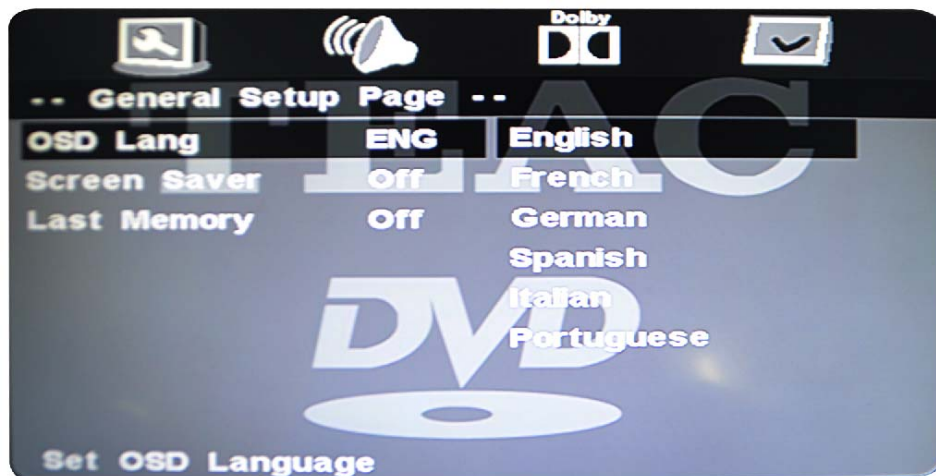 Dolby
TEAC
-- General Setup Page --
OSD Lang ENG English
Screen Saver Off French
Last Memory Off German
Spanish
Italian
Portuguese
DVD
Set OSD Language